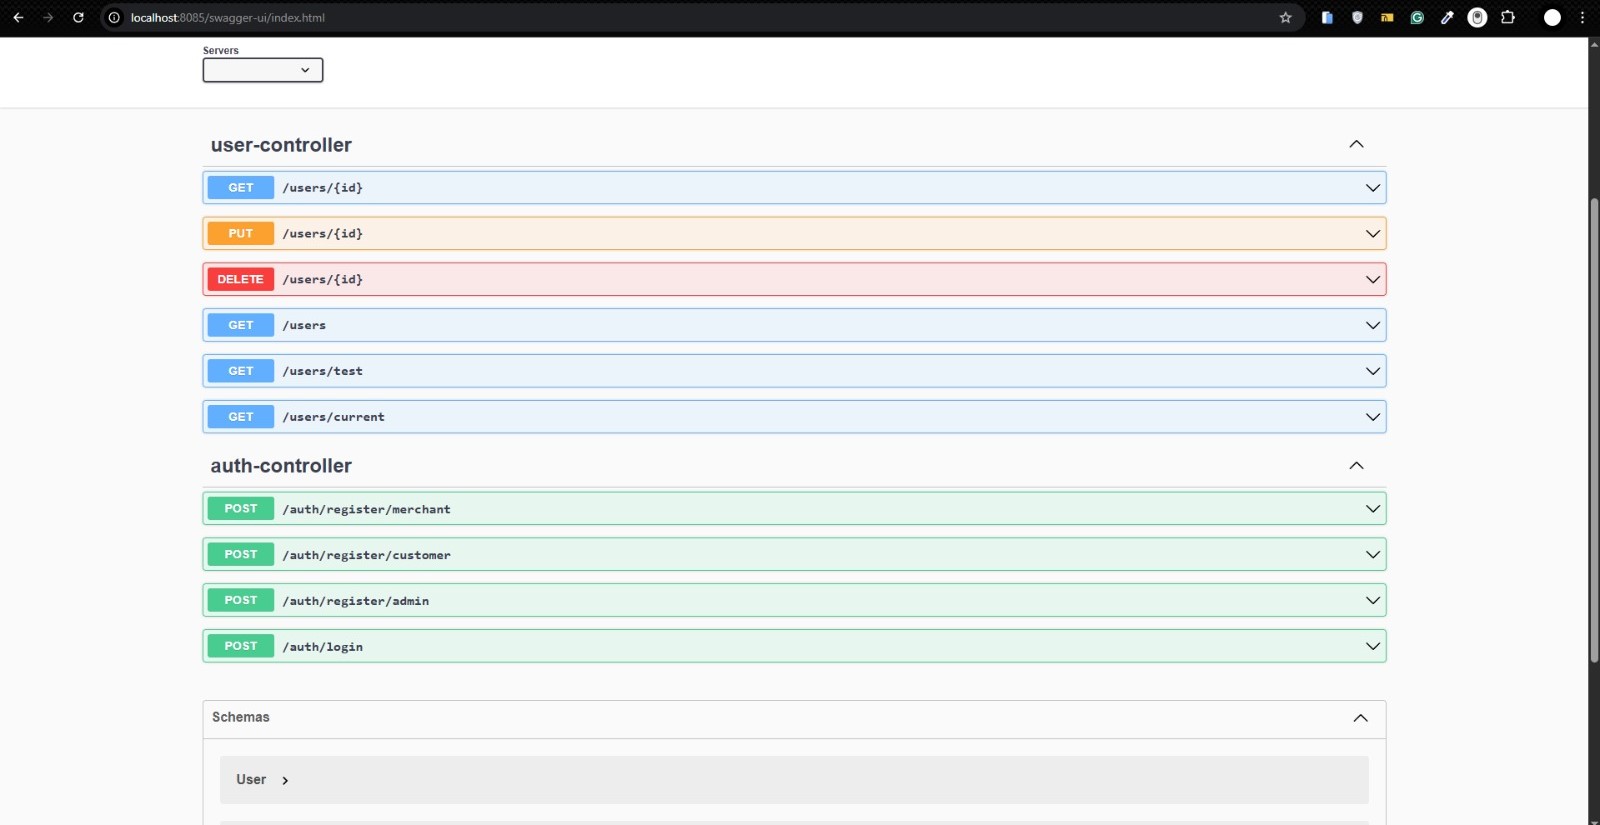 localhost:8085/swagger-ui/index.html
Servers
user-controller
GET /users/{id}
PUT /users/{id}
DELETE /users/{id}
GET /users
GET /users/test
GET /users/current
auth-controller
POST /auth/register/merchant
POST /auth/register/customer
POST /auth/register/admin
POST /auth/login
Schemas
User